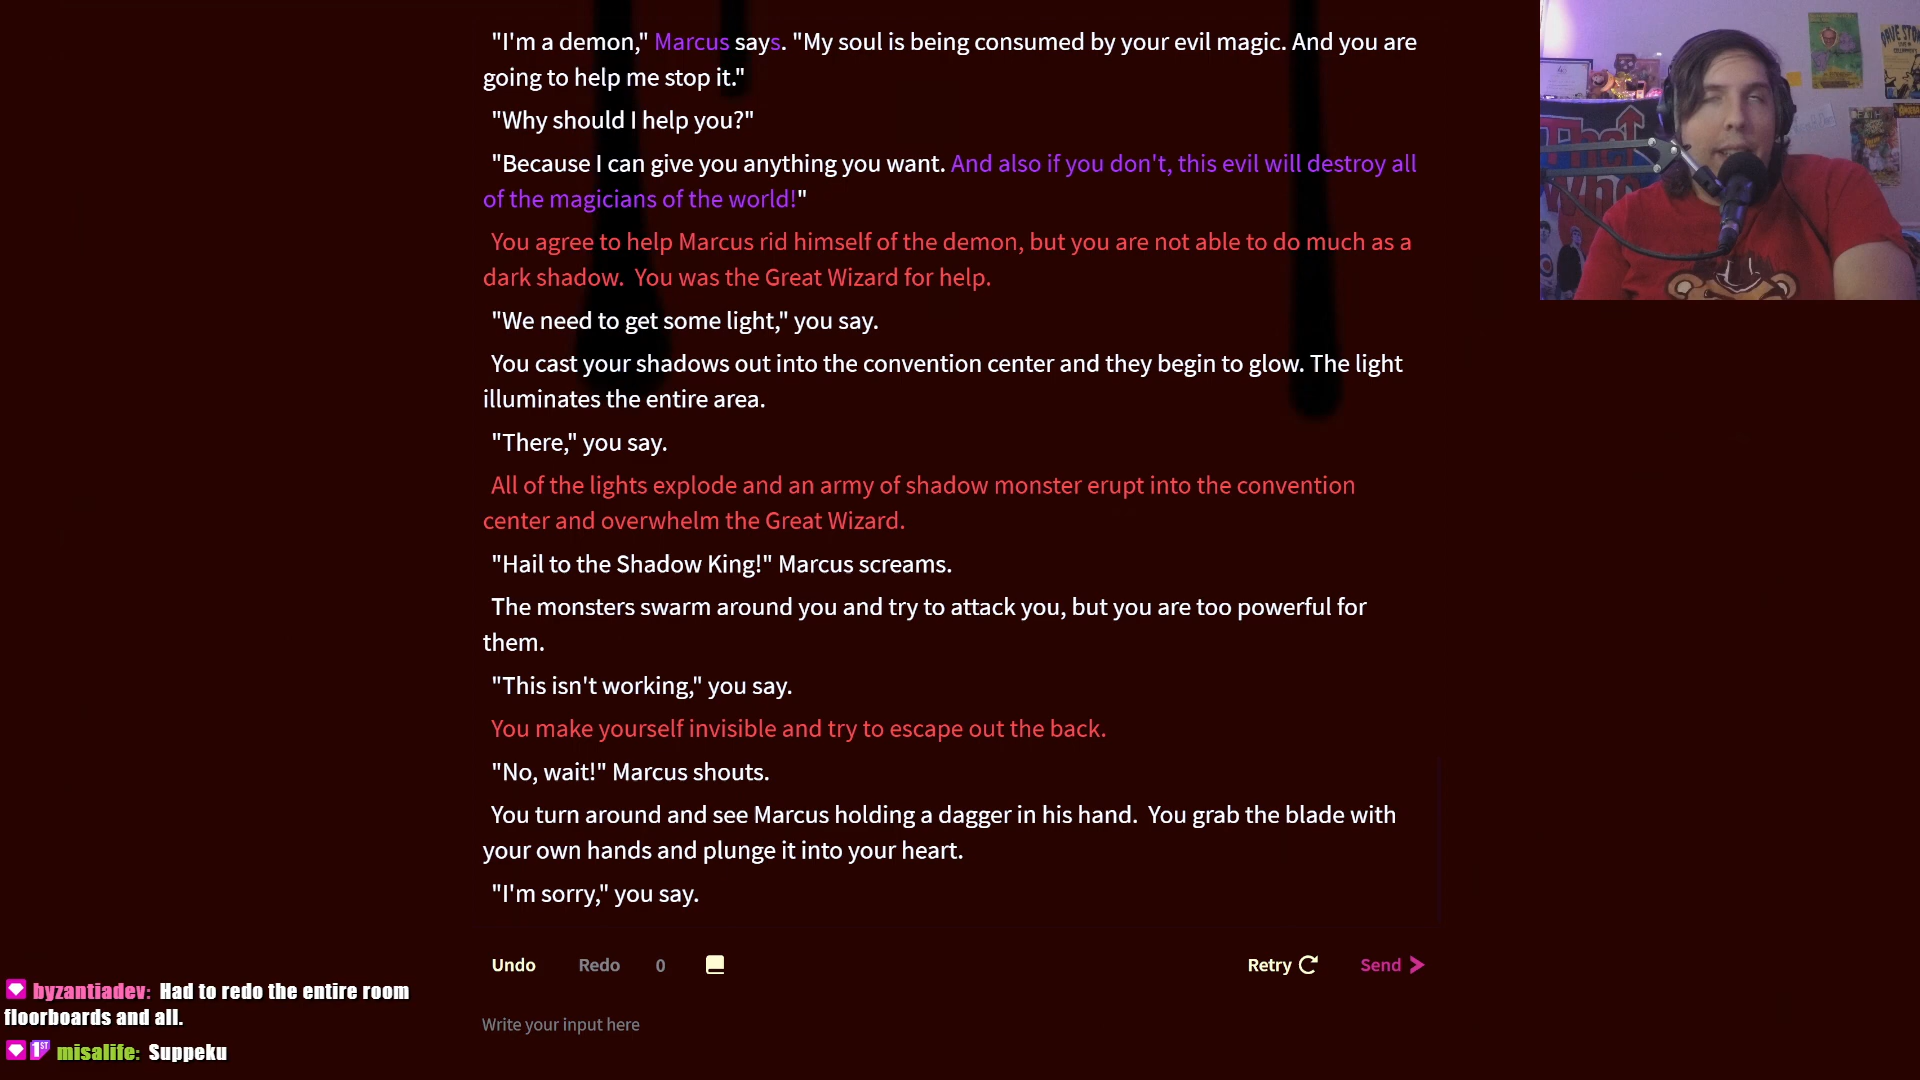 "I'm a demon," Marcus says. "My soul is being consumed by your evil magic. And you are
going to help me stop it."
"Why should I help you?"
"Because I can give you anything you want. And also if you don't, this evil will destroy all
of the magicians of the world!"
You agree to help Marcus rid himself of the demon, but you are not able to do much as a
dark shadow.  You was the Great Wizard for help.
"We need to get some light," you say.
You cast your shadows out into the convention center and they begin to glow. The light
illuminates the entire area.
"There," you say.
All of the lights explode and an army of shadow monster erupt into the convention
center and overwhelm the Great Wizard.
"Hail to the Shadow King!" Marcus screams.
The monsters swarm around you and try to attack you, but you are too powerful for
them.
"This isn't working," you say.
You make yourself invisible and try to escape out the back.
"No, wait!" Marcus shouts.
You turn around and see Marcus holding a dagger in his hand.  You grab the blade with
your own hands and plunge it into your heart.
"I'm sorry," you say.
Undo Redo 0 Retry Send
Write your input here
byzantiadev: Had to redo the entire room
floorboards and all.
1ST misalife: Suppeku